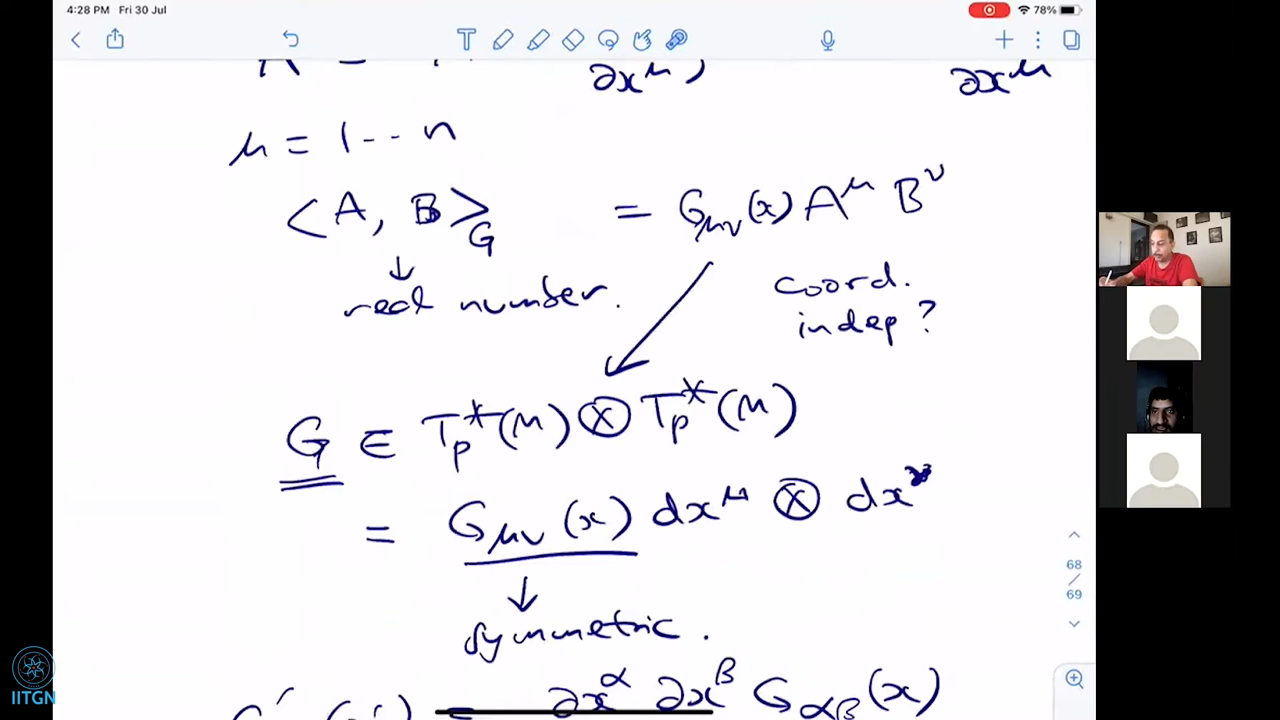 4:28 PM Fri 30 Jul
78%
∂x^μ ) ∂x^μ
μ = 1 -- n
<A, B>_G = G_μν(x) A^μ B^ν
↓
real number.
coord.
indep ?
G ∈ T_p^*(M) ⊗ T_p^*(M)
= G_μν (x) dx^μ ⊗ dx^ν
↓
symmetric .
∂x^α ∂x^β G_αβ(x)
68
/
69
IITGN